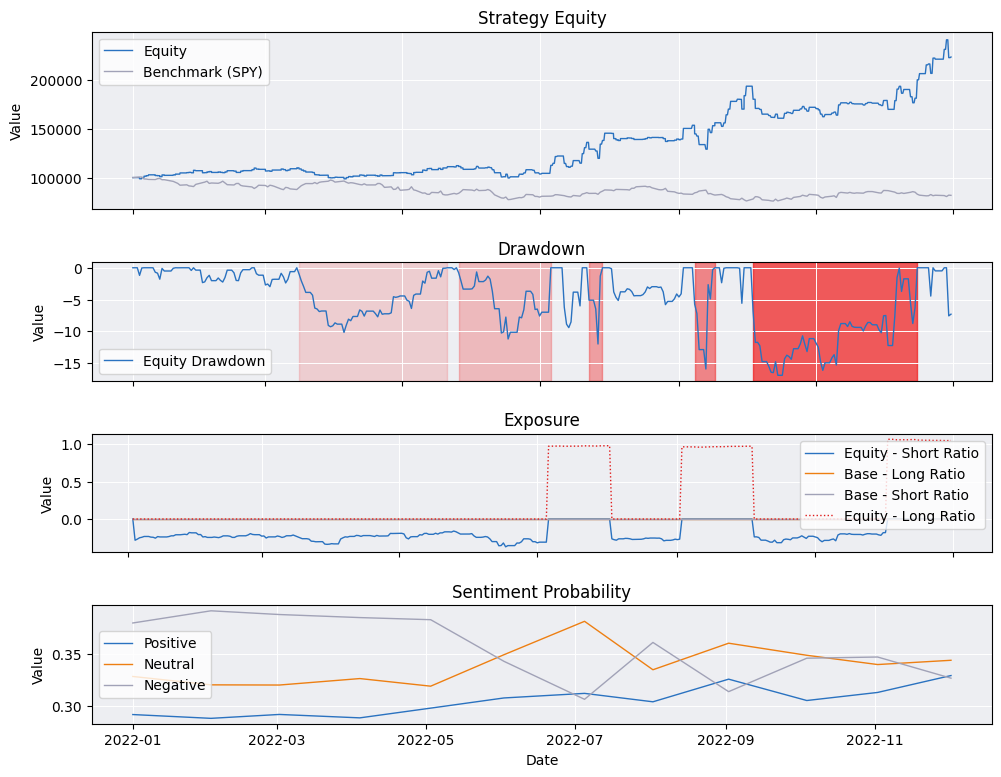 Strategy Equity
Equity
Benchmark (SPY)
200000
150000
100000
Value
Drawdown
0
−5
−10
−15
Value
Equity Drawdown
Exposure
1.0
0.5
0.0
Value
Equity - Short Ratio
Base - Long Ratio
Base - Short Ratio
Equity - Long Ratio
Sentiment Probability
0.35
0.30
Value
Positive
Neutral
Negative
2022-01
2022-03
2022-05
2022-07
2022-09
2022-11
Date